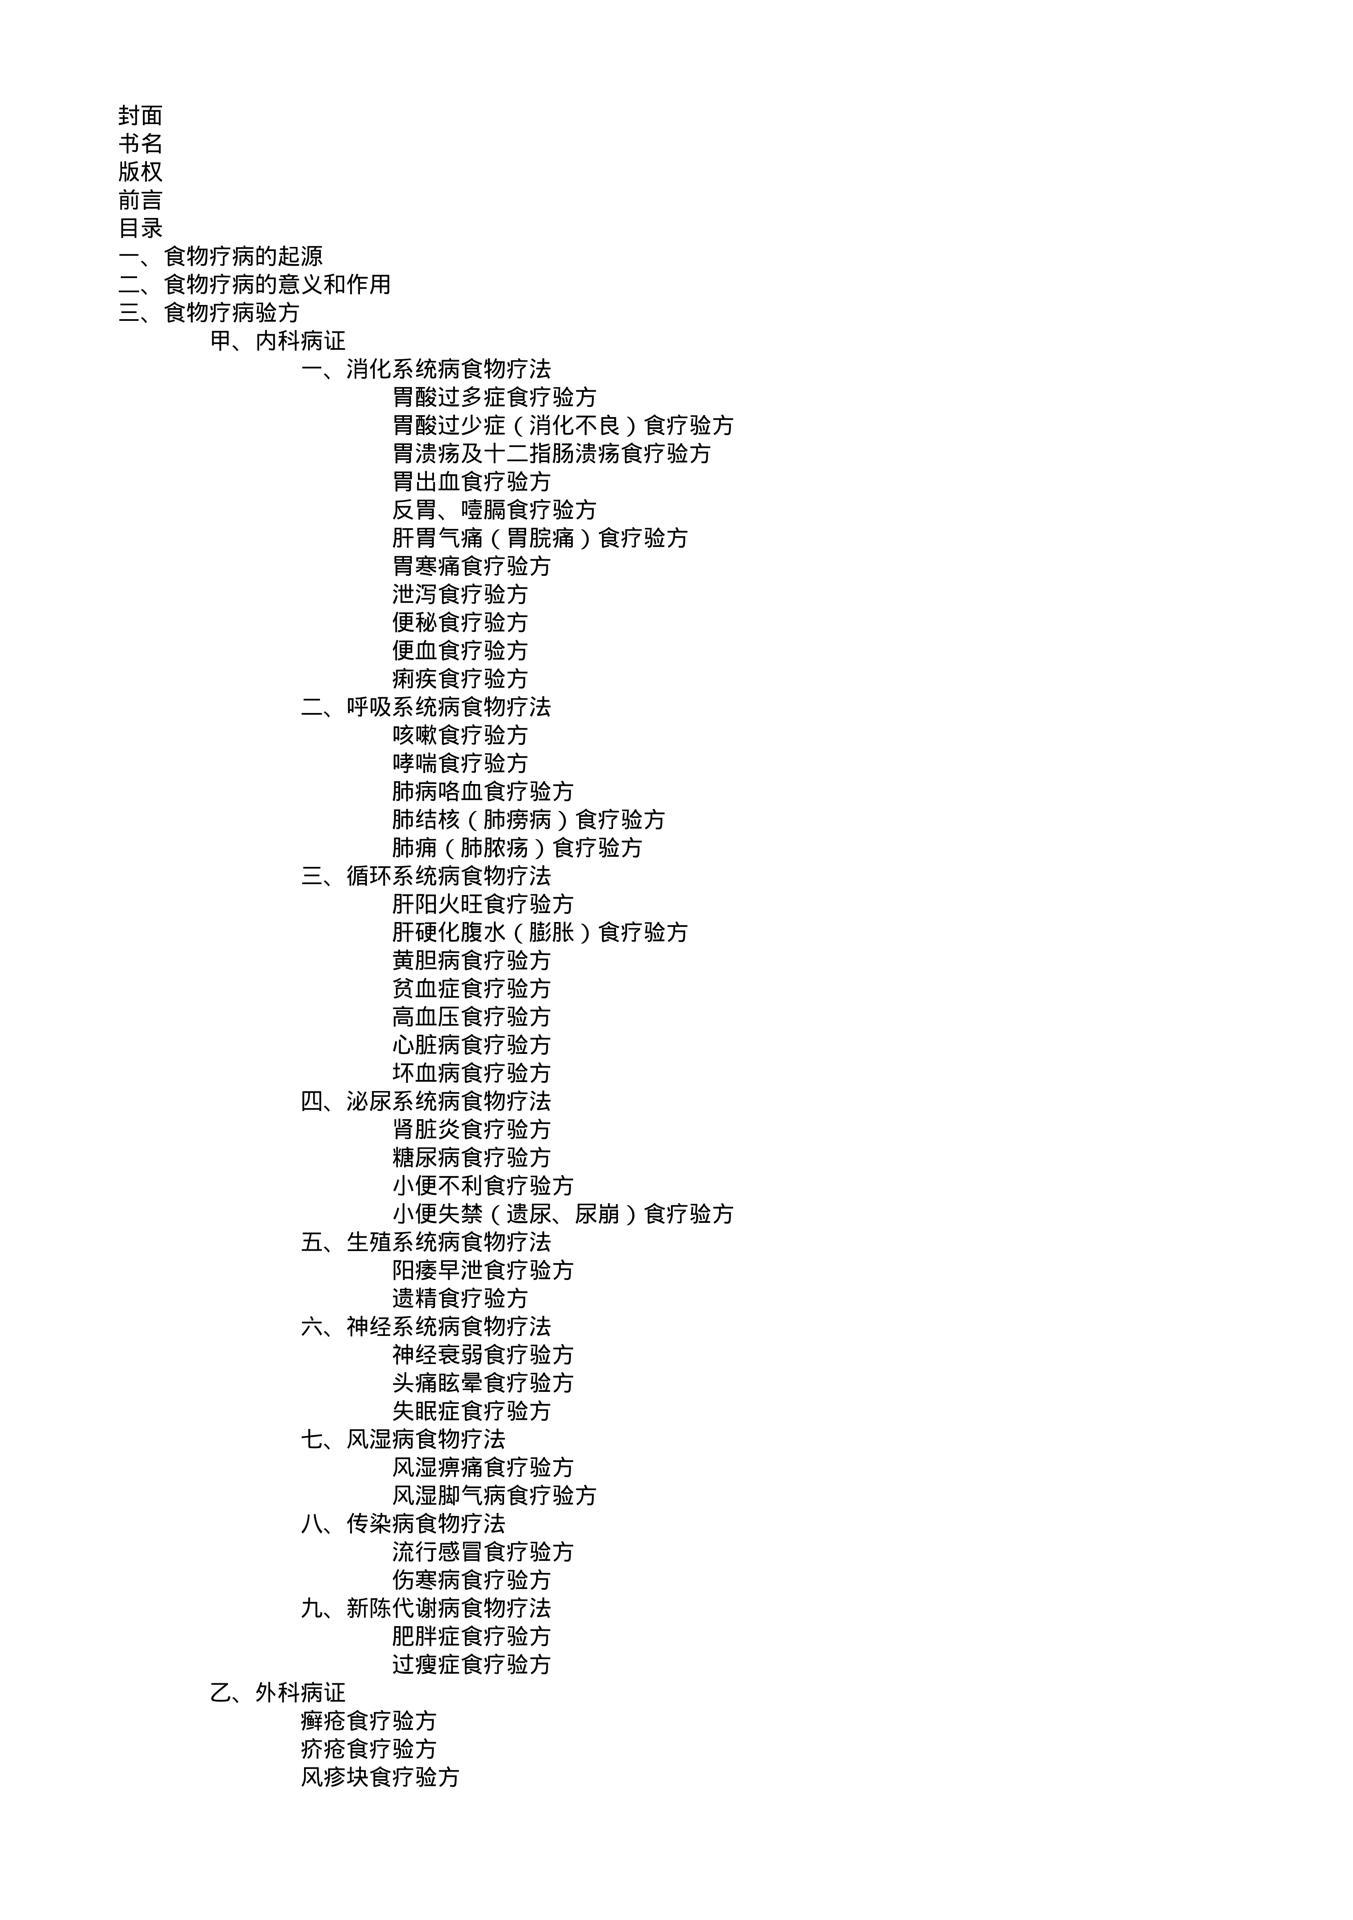 封面
书名
版权
前言
目录
一、食物疗病的起源
二、食物疗病的意义和作用
三、食物疗病验方
甲、内科病证
一、消化系统病食物疗法
胃酸过多症食疗验方
胃酸过少症（消化不良）食疗验方
胃溃疡及十二指肠溃疡食疗验方
胃出血食疗验方
反胃、噎膈食疗验方
肝胃气痛（胃脘痛）食疗验方
胃寒痛食疗验方
泄泻食疗验方
便秘食疗验方
便血食疗验方
痢疾食疗验方
二、呼吸系统病食物疗法
咳嗽食疗验方
哮喘食疗验方
肺病咯血食疗验方
肺结核（肺痨病）食疗验方
肺痈（肺脓疡）食疗验方
三、循环系统病食物疗法
肝阳火旺食疗验方
肝硬化腹水（膨胀）食疗验方
黄胆病食疗验方
贫血症食疗验方
高血压食疗验方
心脏病食疗验方
坏血病食疗验方
四、泌尿系统病食物疗法
肾脏炎食疗验方
糖尿病食疗验方
小便不利食疗验方
小便失禁（遗尿、尿崩）食疗验方
五、生殖系统病食物疗法
阳痿早泄食疗验方
遗精食疗验方
六、神经系统病食物疗法
神经衰弱食疗验方
头痛眩晕食疗验方
失眠症食疗验方
七、风湿病食物疗法
风湿痹痛食疗验方
风湿脚气病食疗验方
八、传染病食物疗法
流行感冒食疗验方
伤寒病食疗验方
九、新陈代谢病食物疗法
肥胖症食疗验方
过瘦症食疗验方
乙、外科病证
癣疮食疗验方
疥疮食疗验方
风疹块食疗验方